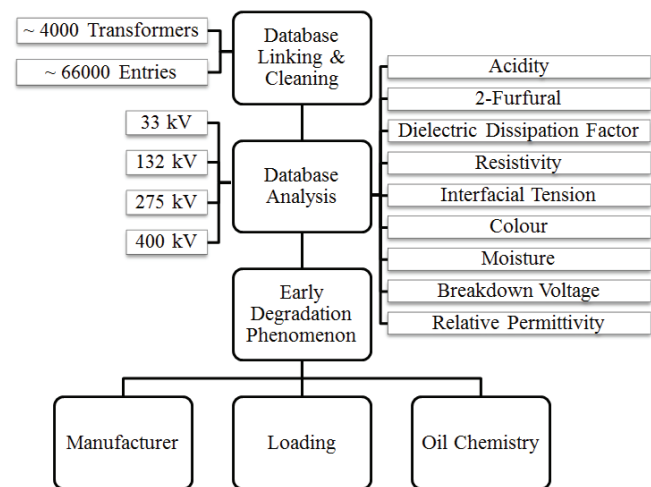 ~ 4000 Transformers
~ 66000 Entries
Database
Linking &
Cleaning
33 kV
132 kV
275 kV
400 kV
Database
Analysis
Acidity
2-Furfural
Dielectric Dissipation Factor
Resistivity
Interfacial Tension
Colour
Moisture
Breakdown Voltage
Relative Permittivity
Early
Degradation
Phenomenon
Manufacturer
Loading
Oil Chemistry